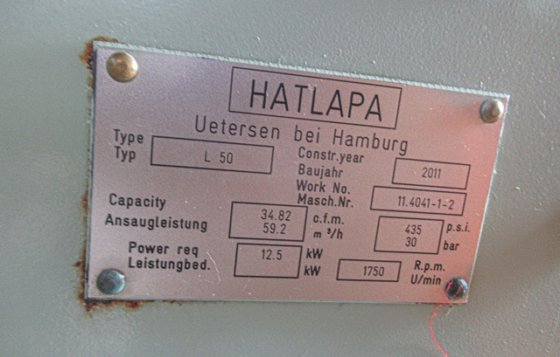 HATLAPA
Uetersen bei Hamburg
Type
Typ L 50
Constr.year
Baujahr 2011
Work No.
Masch.Nr. 11.4041-1-2
Capacity 34.82 c.f.m. 435 p.s.i.
Ansaugleistung 59.2 m³/h 30 bar
Power req 12.5 kW
Leistungbed. kW 1750 R.p.m.
U/min